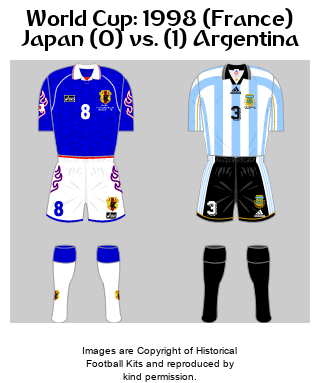 World Cup: 1998 (France)
Japan (0) vs. (1) Argentina
8
3
8
3
adidas
Images are Copyright of Historical
Football Kits and reproduced by
kind permission.